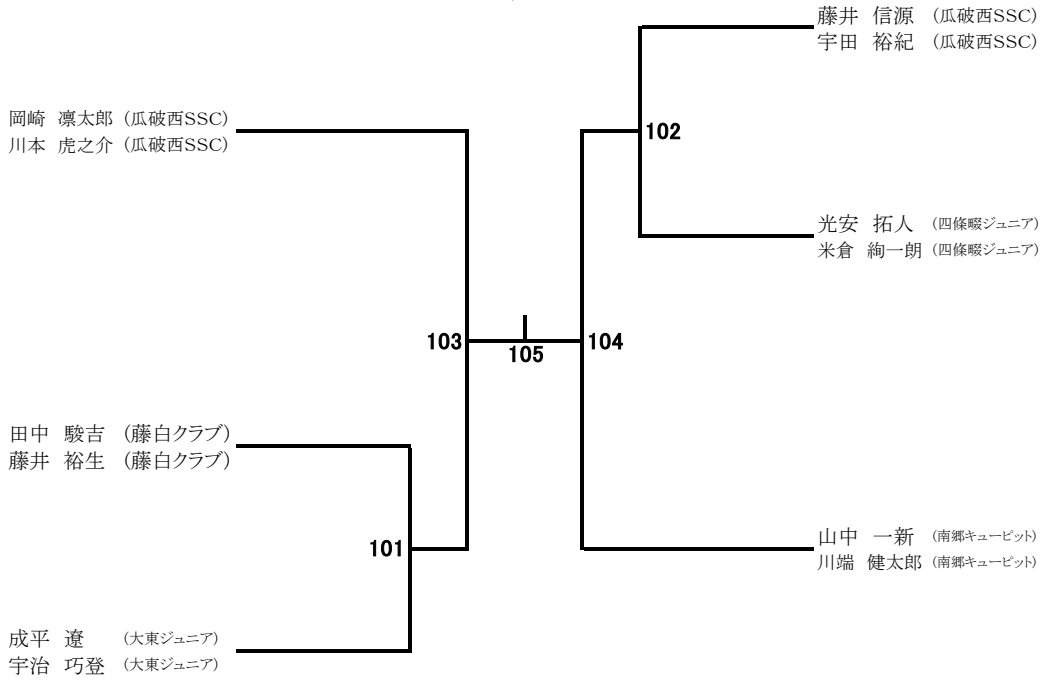 藤井 信源 (瓜破西SSC)
宇田 裕紀 (瓜破西SSC)
岡崎 凛太郎 (瓜破西SSC)
川本 虎之介 (瓜破西SSC)
102
光安 拓人 (四條畷ジュニア)
米倉 絢一朗 (四條畷ジュニア)
103
104
105
田中 駿吉 (藤白クラブ)
藤井 裕生 (藤白クラブ)
101
山中 一新 (南郷キューピット)
川端 健太郎 (南郷キューピット)
成平 遼 (大東ジュニア)
宇治 巧登 (大東ジュニア)